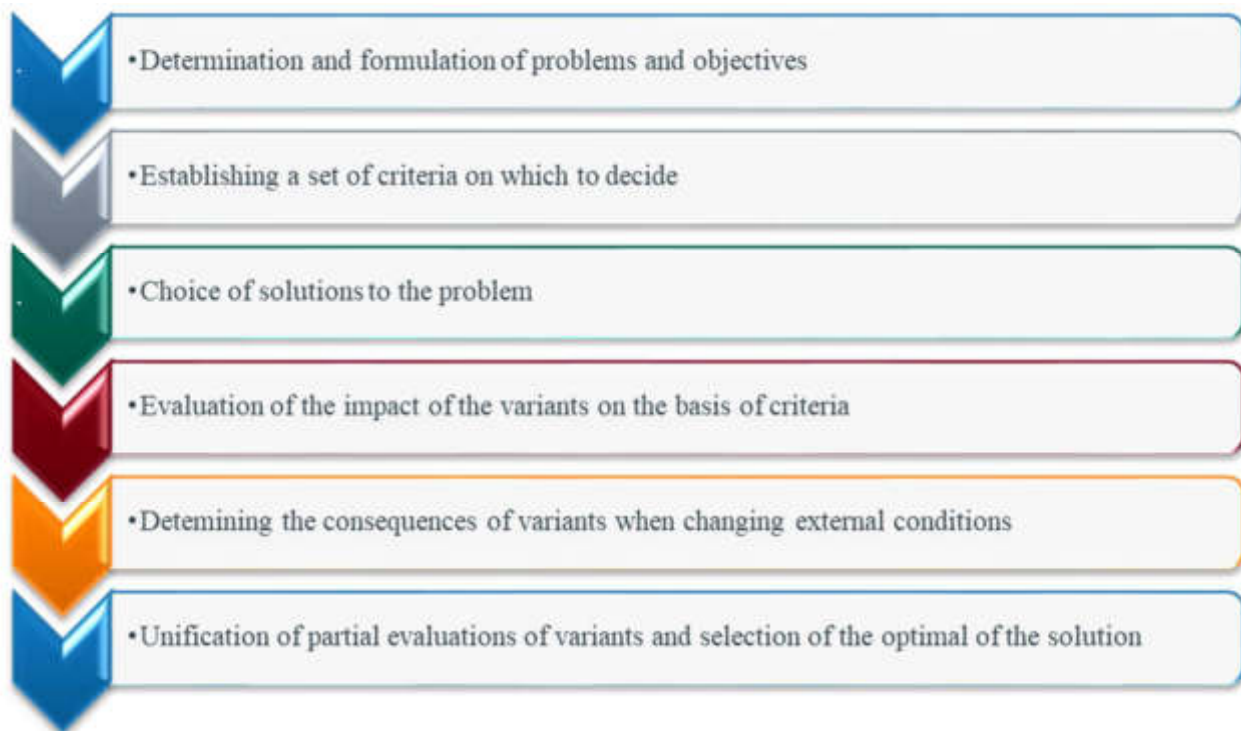 •Determination and formulation of problems and objectives
•Establishing a set of criteria on which to decide
•Choice of solutions to the problem
•Evaluation of the impact of the variants on the basis of criteria
•Detemining the consequences of variants when changing external conditions
•Unification of partial evaluations of variants and selection of the optimal of the solution